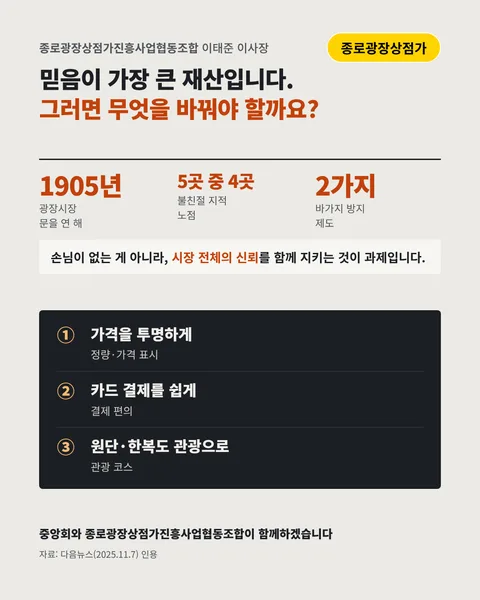 종로광장상점가진흥사업협동조합 이태준 이사장
종로광장상점가
믿음이 가장 큰 재산입니다.
그러면 무엇을 바꿔야 할까요?
1905년
광장시장
문을 연 해
5곳 중 4곳
불친절 지적
노점
2가지
바가지 방지
제도
손님이 없는 게 아니라, 시장 전체의 신뢰를 함께 지키는 것이 과제입니다.
① 가격을 투명하게
정량·가격 표시
② 카드 결제를 쉽게
결제 편의
③ 원단·한복도 관광으로
관광 코스
중앙회와 종로광장상점가진흥사업협동조합이 함께하겠습니다
자료: 다음뉴스(2025.11.7) 인용